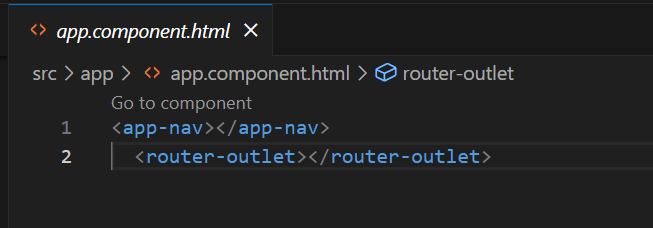 app.component.html
src > app > app.component.html > router-outlet
Go to component
1 <app-nav></app-nav>
2 <router-outlet></router-outlet>